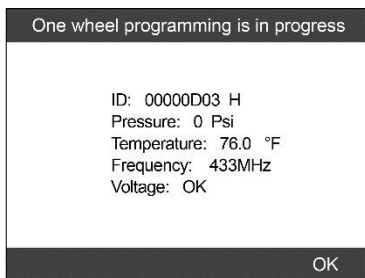 One wheel programming is in progress
ID: 00000D03 H
Pressure: 0 Psi
Temperature: 76.0 °F
Frequency: 433MHz
Voltage: OK
OK